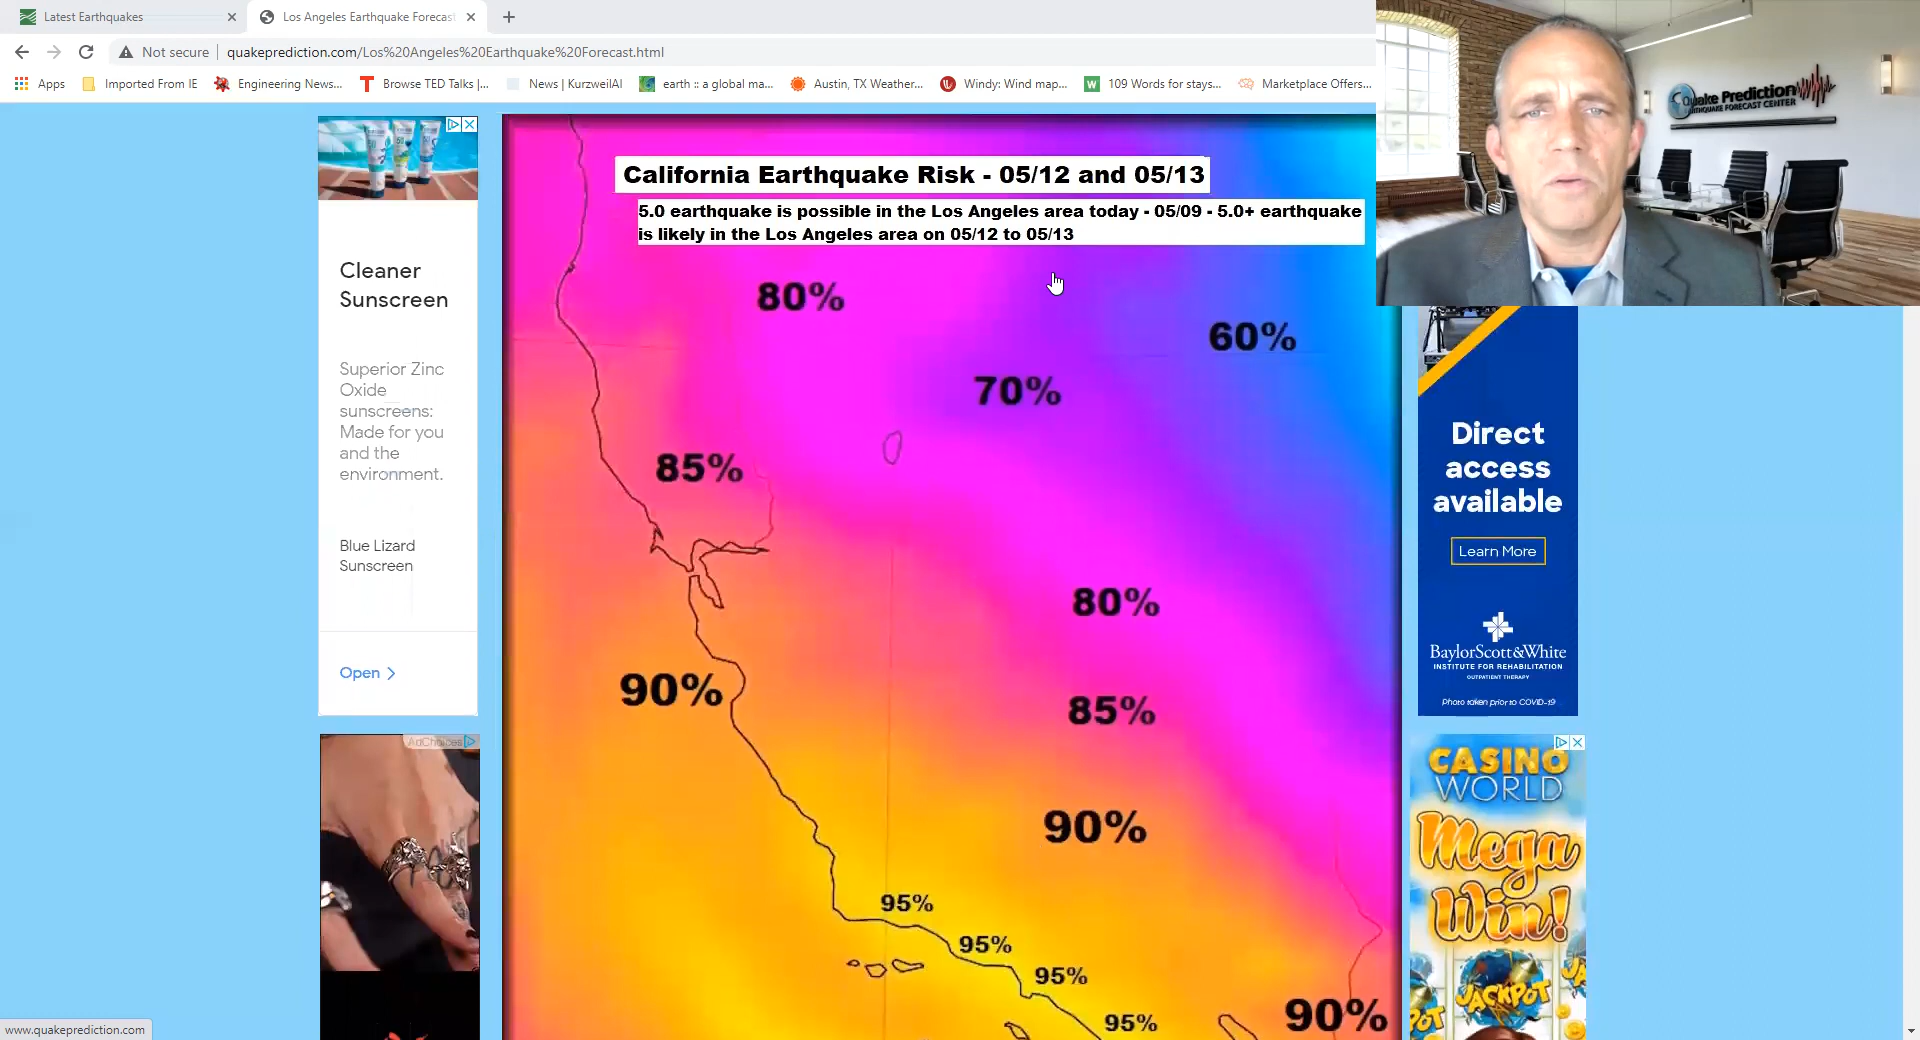 Latest Earthquakes
Los Angeles Earthquake Forecast
Not secure
quakeprediction.com/Los%20Angeles%20Earthquake%20Forecast.html
Apps
Imported From IE
Engineering News...
Browse TED Talks |...
News | KurzweilAI
earth :: a global ma...
Austin, TX Weather...
Windy: Wind map...
109 Words for stays...
Marketplace Offers...
Quake Prediction
EARTHQUAKE FORECAST CENTER
California Earthquake Risk - 05/12 and 05/13
5.0 earthquake is possible in the Los Angeles area today - 05/09 - 5.0+ earthquake
is likely in the Los Angeles area on 05/12 to 05/13
80%
60%
70%
85%
80%
90%
85%
90%
95%
95%
95%
95%
90%
Cleaner
Sunscreen
Superior Zinc
Oxide
sunscreens:
Made for you
and the
environment.
Blue Lizard
Sunscreen
Open
AdChoices
Direct
access
available
Learn More
BaylorScott&White
INSTITUTE FOR REHABILITATION
OUTPATIENT THERAPY
Photo taken prior to COVID-19
CASINO
WORLD
Mega
Win!
JACKPOT
www.quakeprediction.com